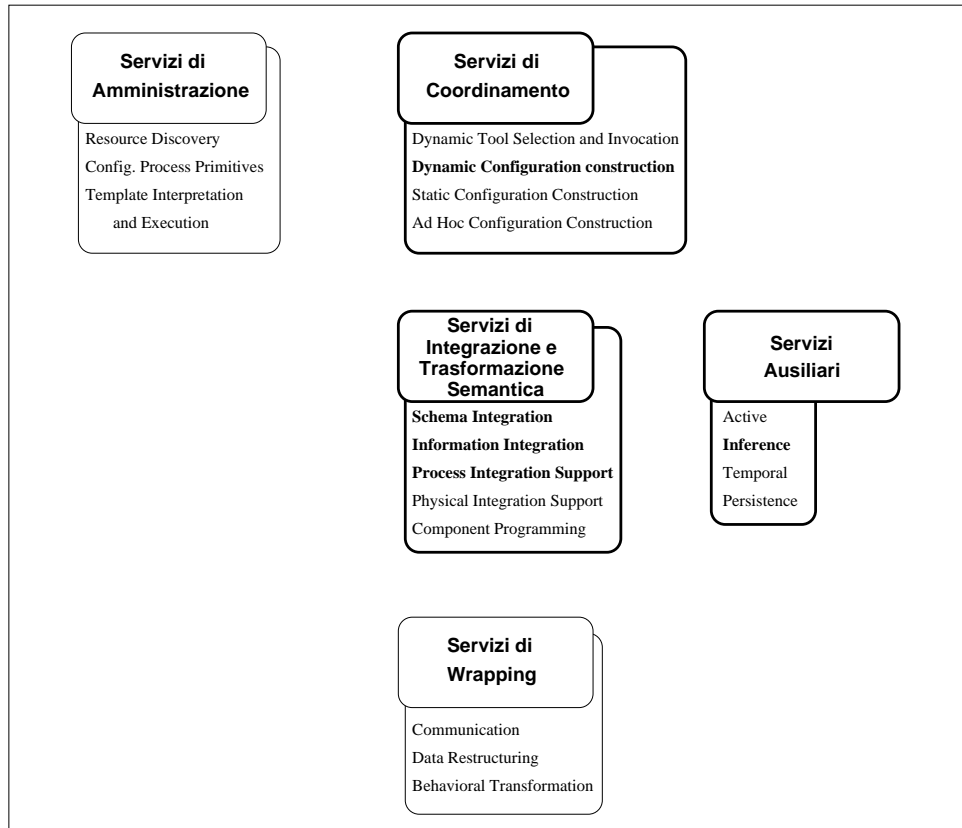 Servizi di
Amministrazione
Resource Discovery
Config. Process Primitives
Template Interpretation
and Execution
Servizi di
Coordinamento
Dynamic Tool Selection and Invocation
Dynamic Configuration construction
Static Configuration Construction
Ad Hoc Configuration Construction
Servizi di
Integrazione e
Trasformazione
Semantica
Schema Integration
Information Integration
Process Integration Support
Physical Integration Support
Component Programming
Servizi
Ausiliari
Active
Inference
Temporal
Persistence
Servizi di
Wrapping
Communication
Data Restructuring
Behavioral Transformation